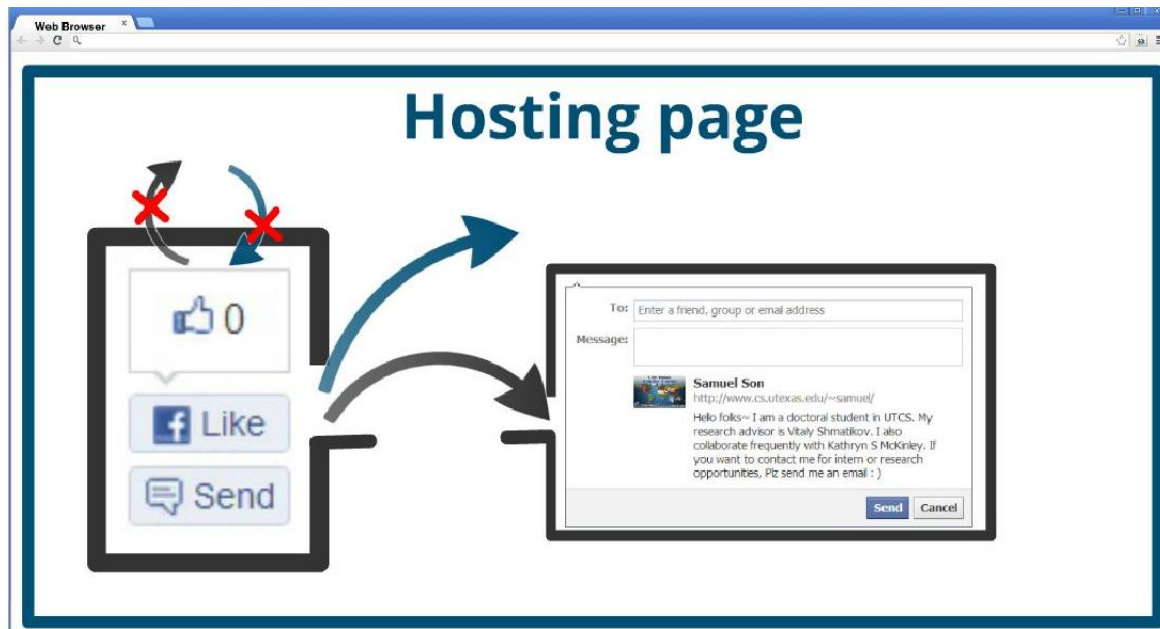 Web Browser
Hosting page
0
Like
Send
To:
Enter a friend, group or email address
Message:
Samuel Son
http://www.cs.utexas.edu/~samuel/
Helo folks~ I am a doctoral student in UTCS. My
research advisor is Vitaly Shmatikov. I also
collaborate frequently with Kathryn S McKinley. If
you want to contact me for intern or research
opportunities, Plz send me an email : )
Send
Cancel